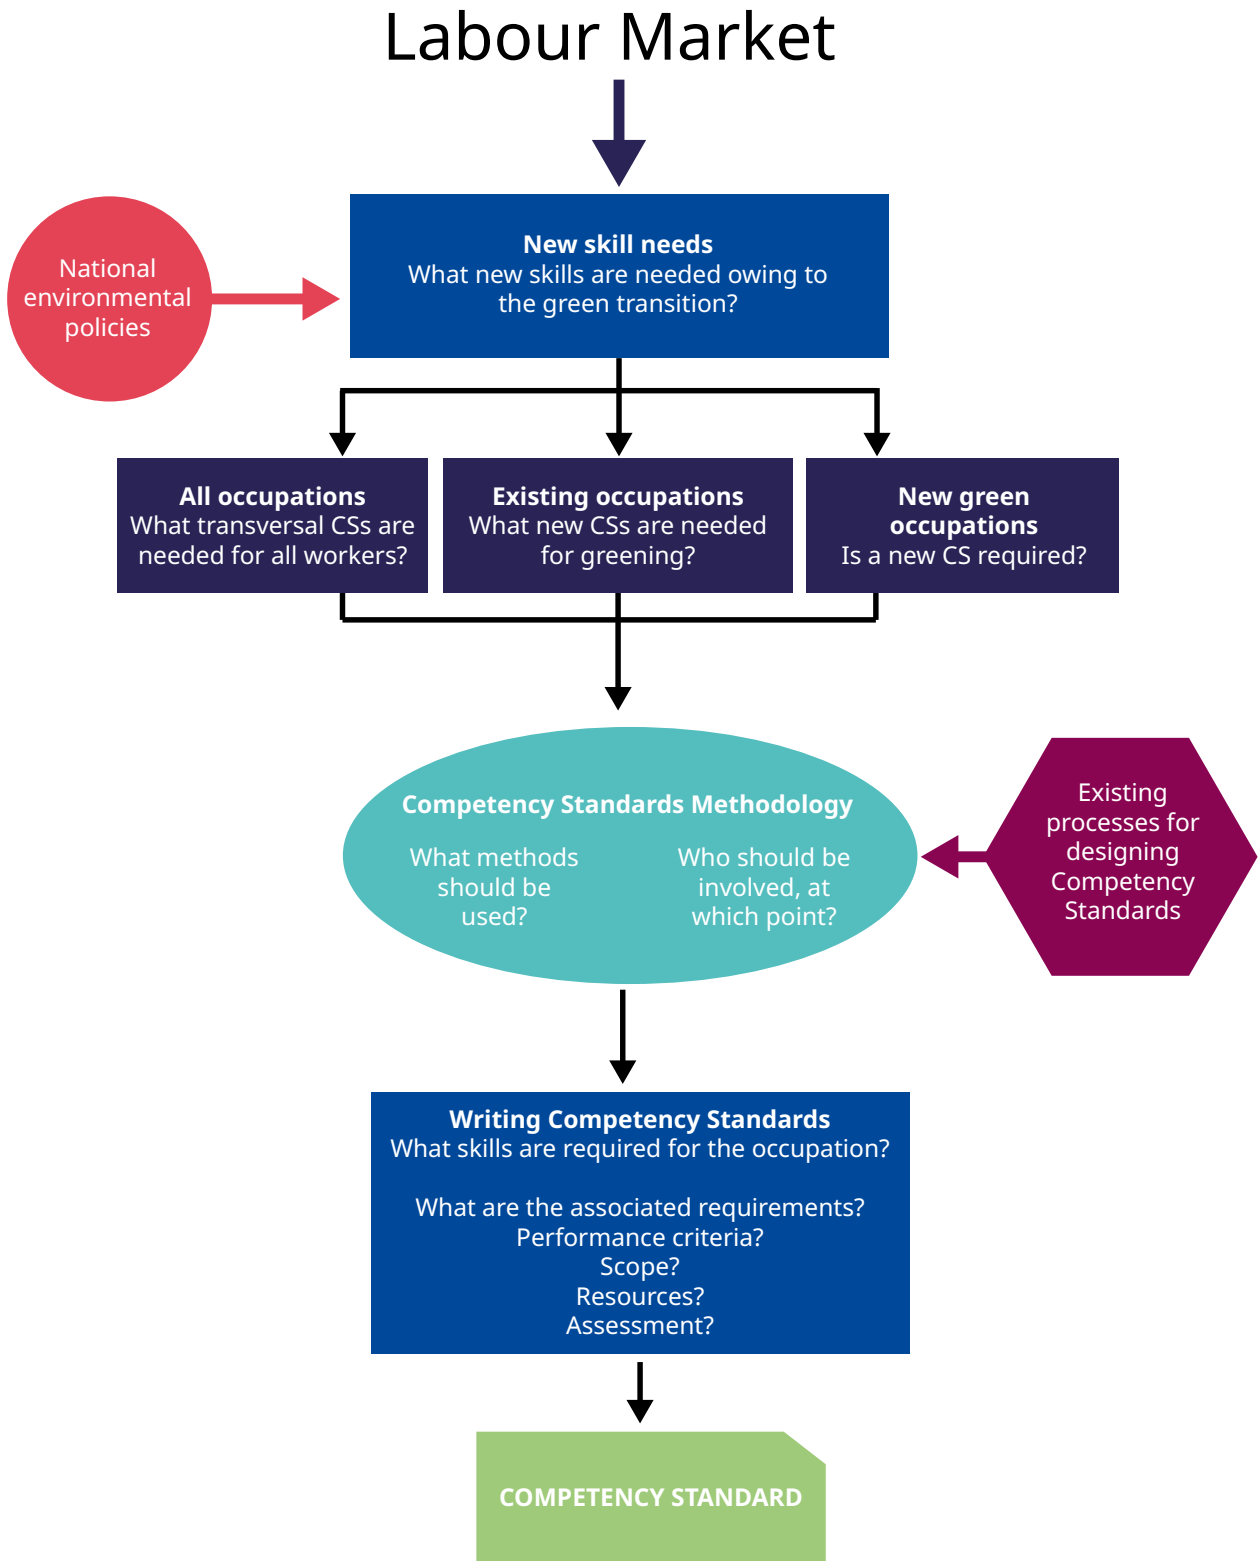 Labour Market
National
environmental
policies
New skill needs
What new skills are needed owing to
the green transition?
All occupations
What transversal CSs are
needed for all workers?
Existing occupations
What new CSs are needed
for greening?
New green
occupations
Is a new CS required?
Competency Standards Methodology
What methods
should be
used?
Who should be
involved, at
which point?
Existing
processes for
designing
Competency
Standards
Writing Competency Standards
What skills are required for the occupation?
What are the associated requirements?
Performance criteria?
Scope?
Resources?
Assessment?
COMPETENCY STANDARD